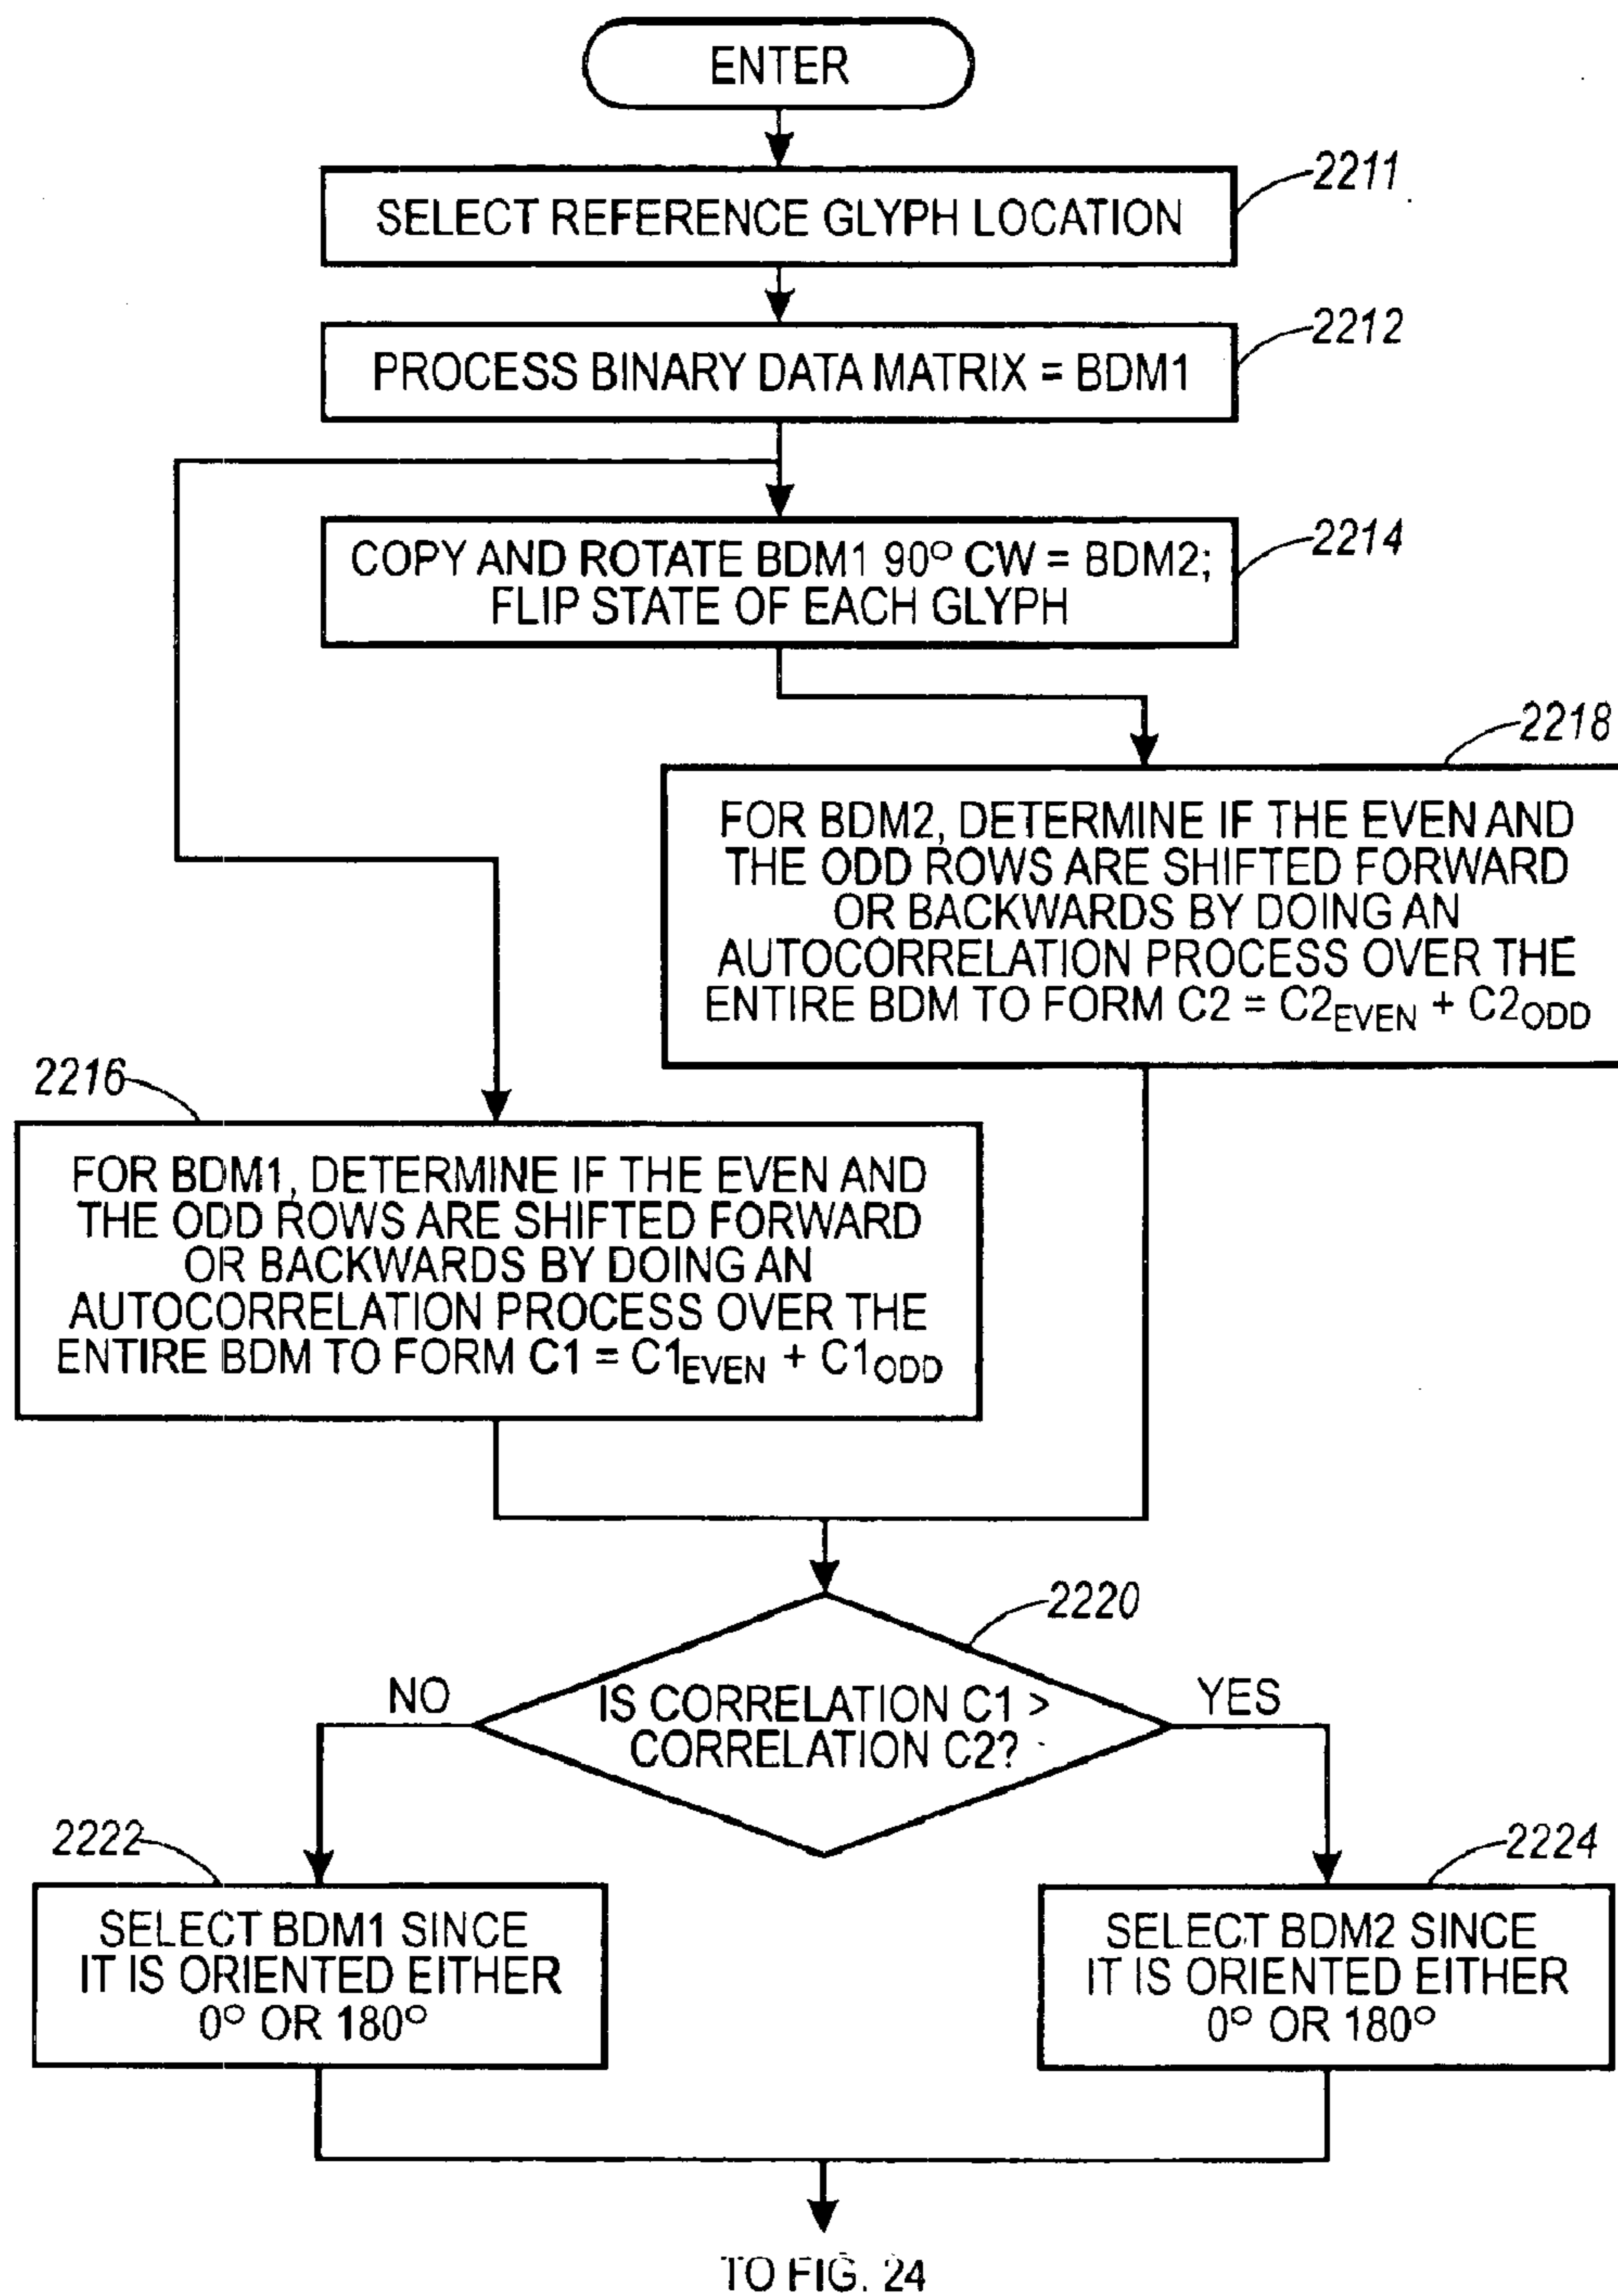 ENTER
2211
SELECT REFERENCE GLYPH LOCATION
2212
PROCESS BINARY DATA MATRIX = BDM1
2214
COPY AND ROTATE BDM1 90° CW = BDM2;
FLIP STATE OF EACH GLYPH
2218
FOR BDM2, DETERMINE IF THE EVEN AND
THE ODD ROWS ARE SHIFTED FORWARD
OR BACKWARDS BY DOING AN
AUTOCORRELATION PROCESS OVER THE
ENTIRE BDM TO FORM C2 = C2EVEN + C2ODD
2216
FOR BDM1, DETERMINE IF THE EVEN AND
THE ODD ROWS ARE SHIFTED FORWARD
OR BACKWARDS BY DOING AN
AUTOCORRELATION PROCESS OVER THE
ENTIRE BDM TO FORM C1 = C1EVEN + C1ODD
2220
NO
IS CORRELATION C1 >
CORRELATION C2?
YES
2222
SELECT BDM1 SINCE
IT IS ORIENTED EITHER
0° OR 180°
2224
SELECT BDM2 SINCE
IT IS ORIENTED EITHER
0° OR 180°
TO FIG. 24